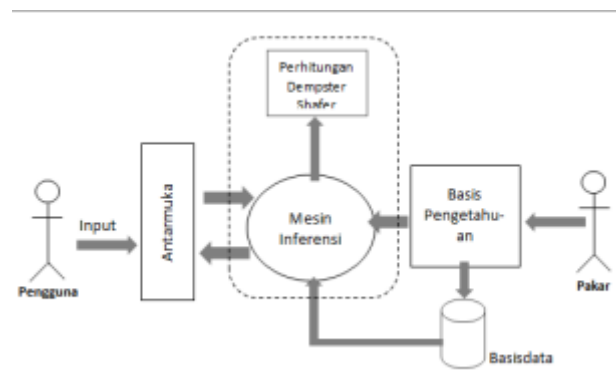 Perhitungan
Dempster
Shafer
Input
Pengguna
Antarmuka
Mesin
Inferensi
Basis
Pengetahu-
an
Pakar
Basisdata